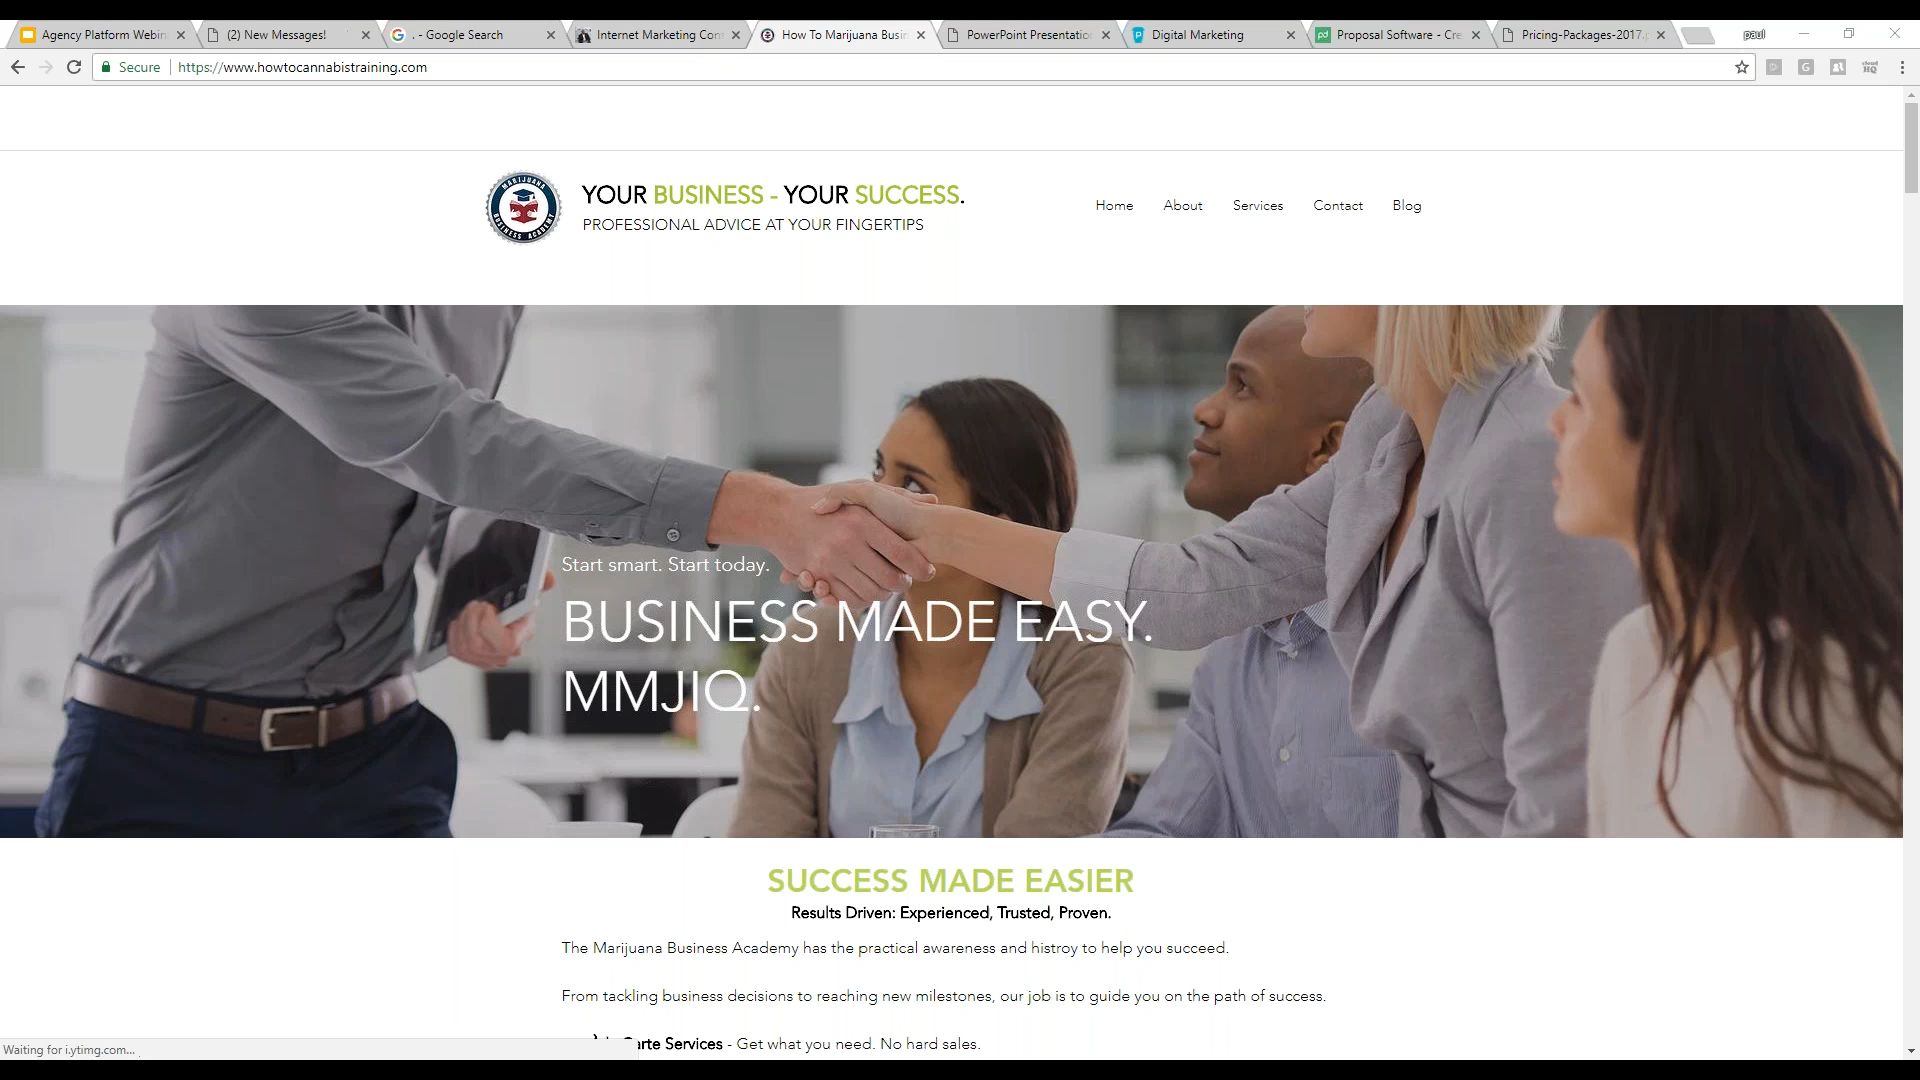 Agency Platform Webin
(2) New Messages!
. - Google Search
Internet Marketing Con
How To Marijuana Busin
PowerPoint Presentatio
Digital Marketing
Proposal Software - Cre
Pricing-Packages-2017.p
paul
Secure
https://www.howtocannabistraining.com
MARIJUANA
BUSINESS ACADEMY
YOUR BUSINESS - YOUR SUCCESS.
PROFESSIONAL ADVICE AT YOUR FINGERTIPS
Home
About
Services
Contact
Blog
Start smart. Start today.
BUSINESS MADE EASY.
MMJIQ.
SUCCESS MADE EASIER
Results Driven: Experienced, Trusted, Proven.
The Marijuana Business Academy has the practical awareness and histroy to help you succeed.
From tackling business decisions to reaching new milestones, our job is to guide you on the path of success.
arte Services - Get what you need. No hard sales.
Waiting for i.ytimg.com...